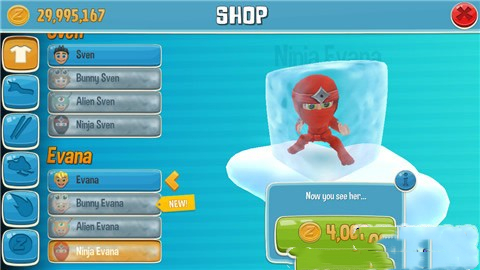 29,995,167
SHOP
Sven
Sven
Bunny Sven
Alien Sven
Ninja Sven
Evana
Evana
Bunny Evana
NEW!
Alien Evana
Ninja Evana
Ninja Evana
Now you see her...